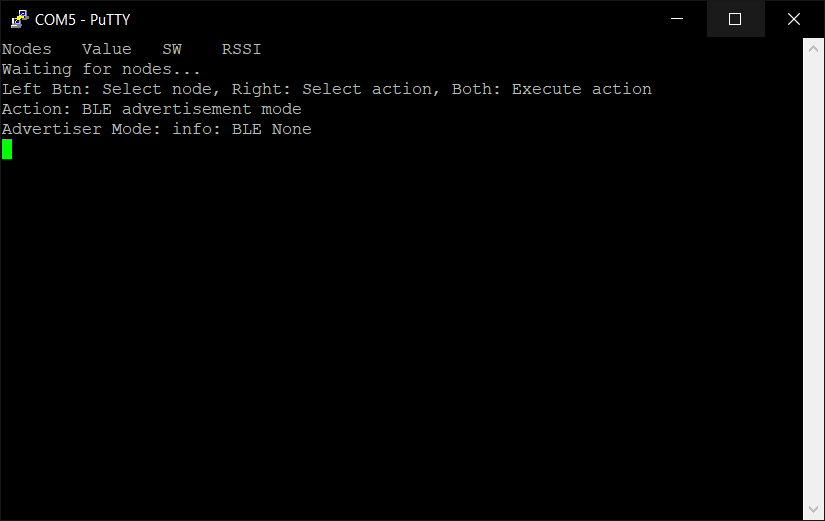 COM5 - PuTTY
Nodes   Value   SW    RSSI
Waiting for nodes...
Left Btn: Select node, Right: Select action, Both: Execute action
Action: BLE advertisement mode
Advertiser Mode: info: BLE None